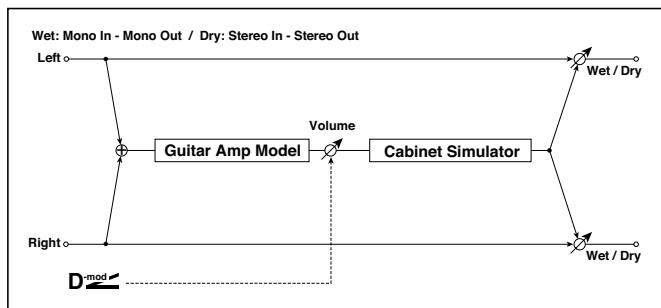 Wet: Mono In - Mono Out / Dry: Stereo In - Stereo Out
Left
Wet / Dry
Volume
Guitar Amp Model
Cabinet Simulator
Right
Wet / Dry
D-mod